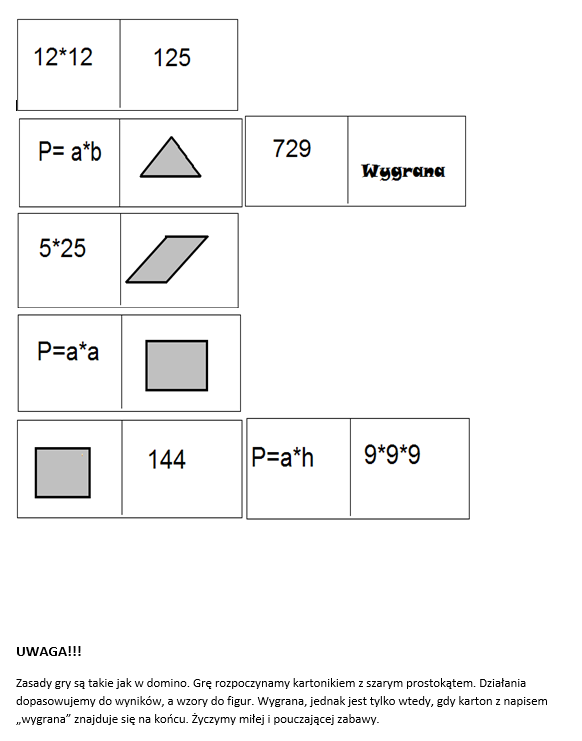 12*12 125
P= a*b
729 Wygrana
5*25
P=a*a
144
P=a*h 9*9*9
UWAGA!!!
Zasady gry są takie jak w domino. Grę rozpoczynamy kartonikiem z szarym prostokątem. Działania
dopasowujemy do wyników, a wzory do figur. Wygrana, jednak jest tylko wtedy, gdy karton z napisem
„wygrana” znajduje się na końcu. Życzymy miłej i pouczającej zabawy.